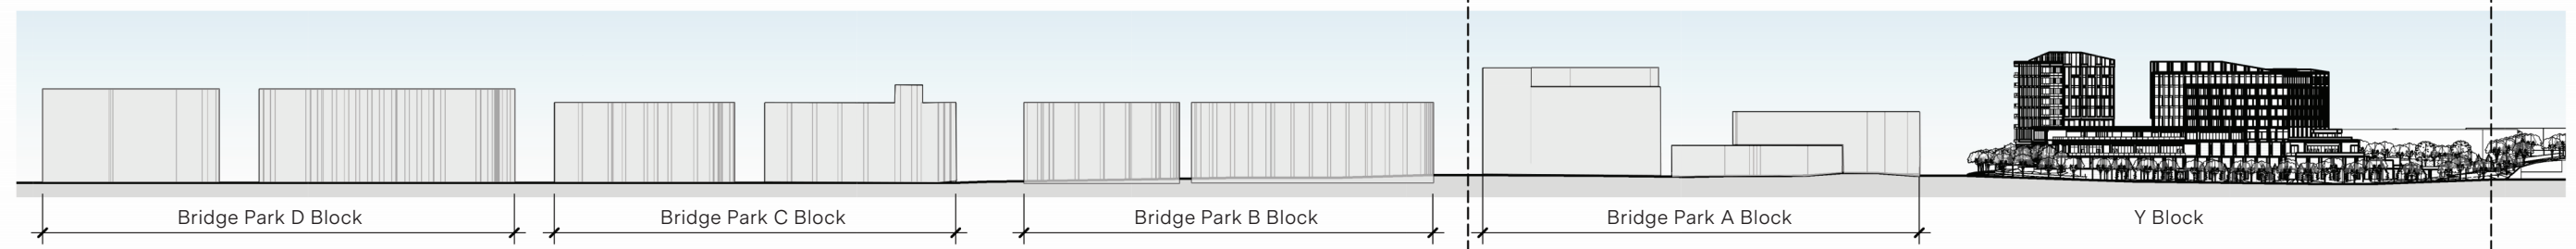 Bridge Park D Block
Bridge Park C Block
Bridge Park B Block
Bridge Park A Block
Y Block